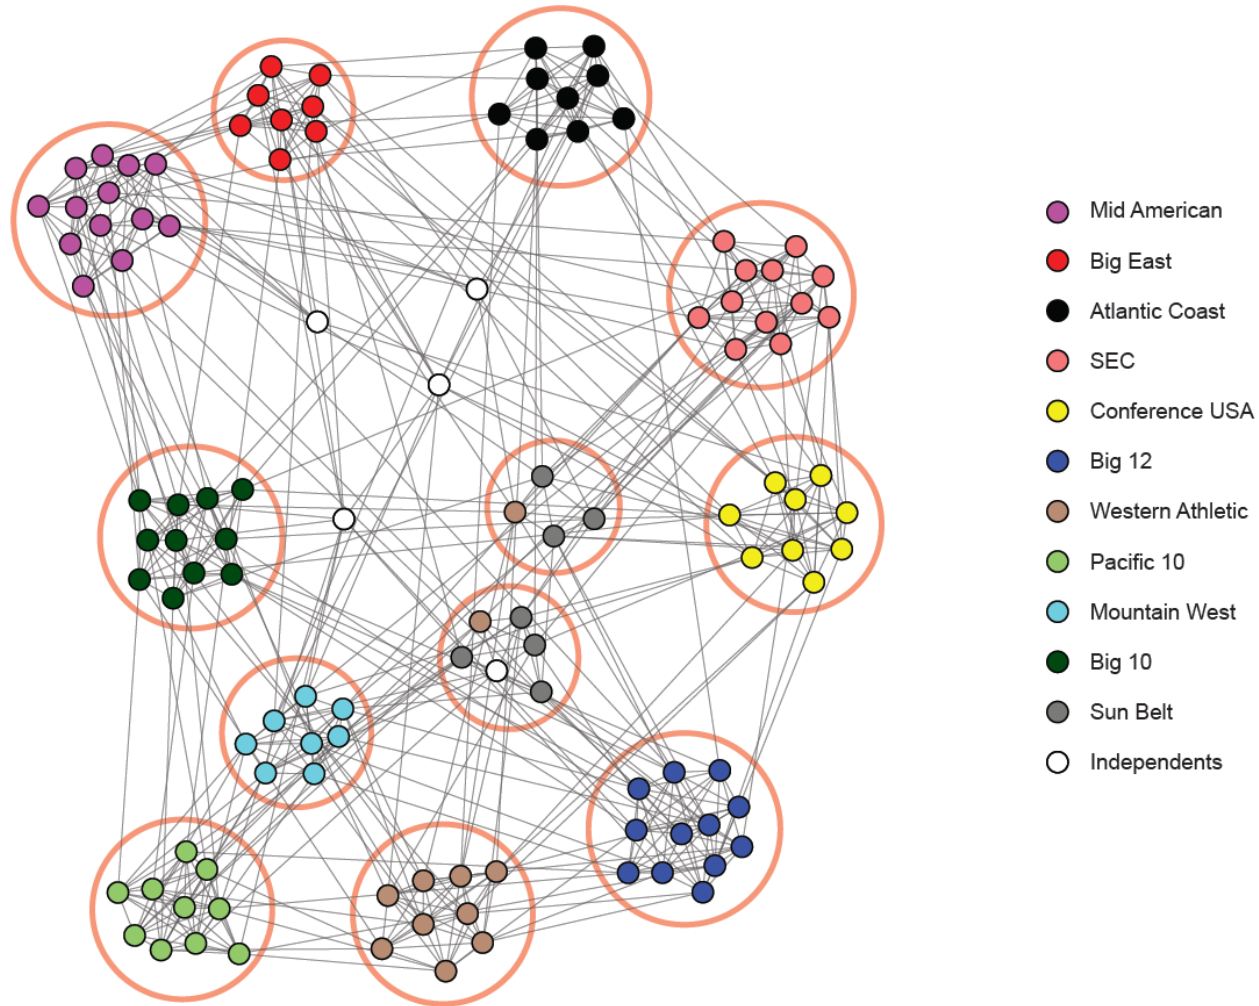 Mid American
Big East
Atlantic Coast
SEC
Conference USA
Big 12
Western Athletic
Pacific 10
Mountain West
Big 10
Sun Belt
Independents